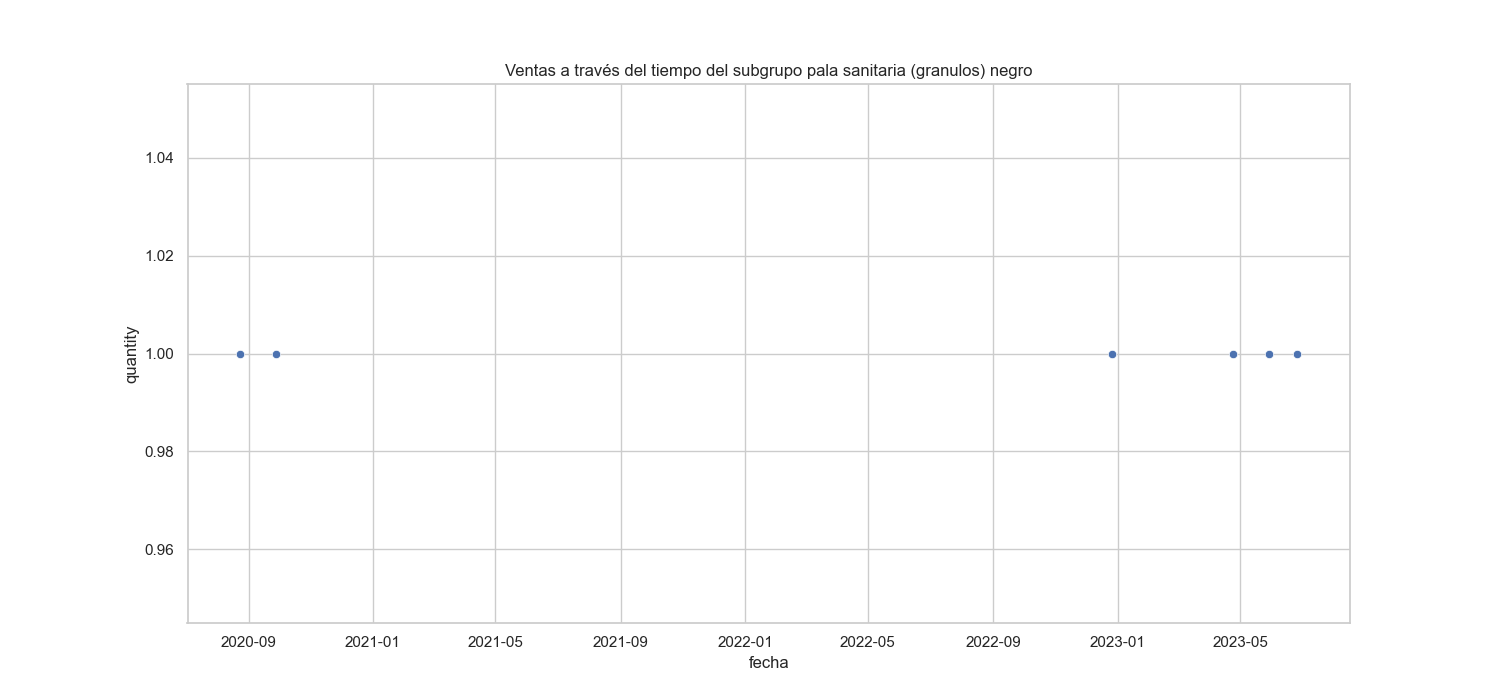 Ventas a través del tiempo del subgrupo pala sanitaria (granulos) negro
1.04
1.02
1.00
0.98
0.96
quantity
2020-09 2021-01 2021-05 2021-09 2022-01 2022-05 2022-09 2023-01 2023-05
fecha